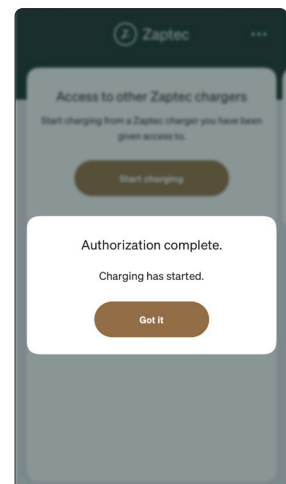 Zaptec
Access to other Zaptec chargers
Start charging from a Zaptec charger you have been
given access to.
Start charging
Authorization complete.
Charging has started.
Got it